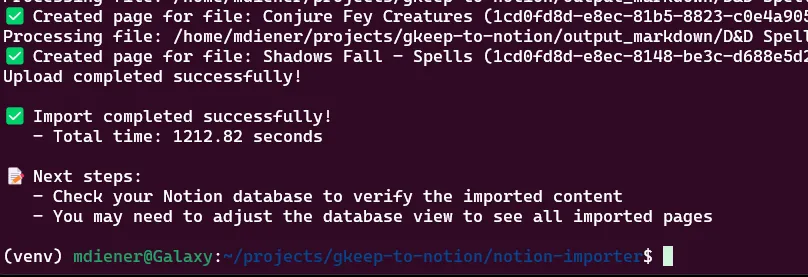 Processing file: /home/mdiener/projects/gkeep-to-notion/output_markdown/D&D Spel
✅ Created page for file: Conjure Fey Creatures (1cd0fd8d-e8ec-81b5-8823-c0e4a905
Processing file: /home/mdiener/projects/gkeep-to-notion/output_markdown/D&D Spell
✅ Created page for file: Shadows Fall - Spells (1cd0fd8d-e8ec-8148-be3c-d688e5d2
Upload completed successfully!
✅ Import completed successfully!
- Total time: 1212.82 seconds
📝 Next steps:
- Check your Notion database to verify the imported content
- You may need to adjust the database view to see all imported pages
(venv) mdiener@Galaxy:~/projects/gkeep-to-notion/notion-importer$